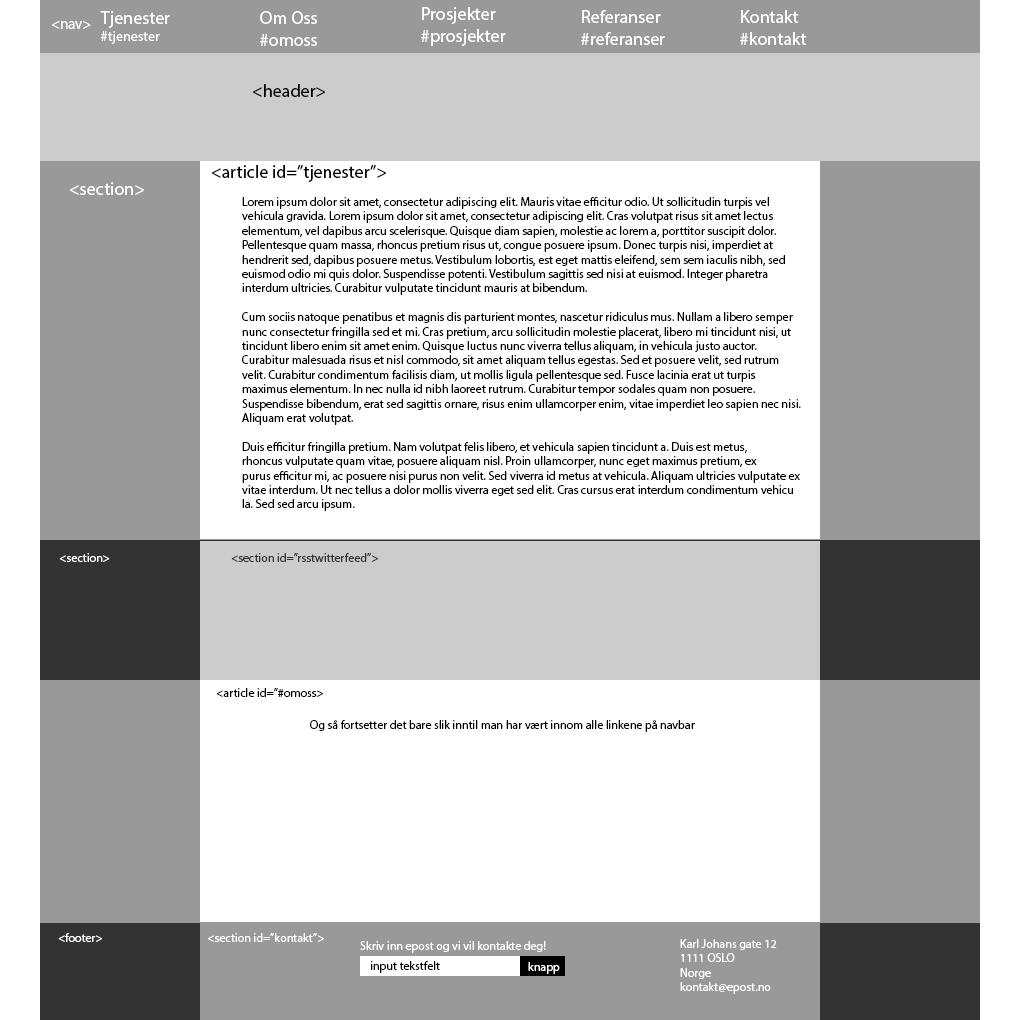 <nav>
Tjenester
#tjenester
Om Oss
#omoss
Prosjekter
#prosjekter
Referanser
#referanser
Kontakt
#kontakt
<header>
<section>
<article id=”tjenester”>
Lorem ipsum dolor sit amet, consectetur adipiscing elit. Mauris vitae efficitur odio. Ut sollicitudin turpis vel
vehicula gravida. Lorem ipsum dolor sit amet, consectetur adipiscing elit. Cras volutpat risus sit amet lectus
elementum, vel dapibus arcu scelerisque. Quisque diam sapien, molestie ac lorem a, porttitor suscipit dolor.
Pellentesque quam massa, rhoncus pretium risus ut, congue posuere ipsum. Donec turpis nisi, imperdiet at
hendrerit sed, dapibus posuere metus. Vestibulum lobortis, est eget mattis eleifend, sem sem iaculis nibh, sed
euismod odio mi quis dolor. Suspendisse potenti. Vestibulum sagittis sed nisi at euismod. Integer pharetra
interdum ultricies. Curabitur vulputate tincidunt mauris at bibendum.
Cum sociis natoque penatibus et magnis dis parturient montes, nascetur ridiculus mus. Nullam a libero semper
nunc consectetur fringilla sed et mi. Cras pretium, arcu sollicitudin molestie placerat, libero mi tincidunt nisi, ut
tincidunt libero enim sit amet enim. Quisque luctus nunc viverra tellus aliquam, in vehicula justo auctor.
Curabitur malesuada risus et nisl commodo, sit amet aliquam tellus egestas. Sed et posuere velit, sed rutrum
velit. Curabitur condimentum facilisis diam, ut mollis ligula pellentesque sed. Fusce lacinia erat ut turpis
maximus elementum. In nec nulla id nibh laoreet rutrum. Curabitur tempor sodales quam non posuere.
Suspendisse bibendum, erat sed sagittis ornare, risus enim ullamcorper enim, vitae imperdiet leo sapien nec nisi.
Aliquam erat volutpat.
Duis efficitur fringilla pretium. Nam volutpat felis libero, et vehicula sapien tincidunt a. Duis est metus,
rhoncus vulputate quam vitae, posuere aliquam nisl. Proin ullamcorper, nunc eget maximus pretium, ex
purus efficitur mi, ac posuere nisi purus non velit. Sed viverra id metus at vehicula. Aliquam ultricies vulputate ex
vitae interdum. Ut nec tellus a dolor mollis viverra eget sed elit. Cras cursus erat interdum condimentum vehicu
la. Sed sed arcu ipsum.
<section>
<section id=”rsstwitterfeed”>
<article id=”#omoss>
Og så fortsetter det bare slik inntil man har vært innom alle linkene på navbar
<footer>
<section id=”kontakt”>
Skriv inn epost og vi vil kontakte deg!
input tekstfelt
knapp
Karl Johans gate 12
1111 OSLO
Norge
kontakt@epost.no